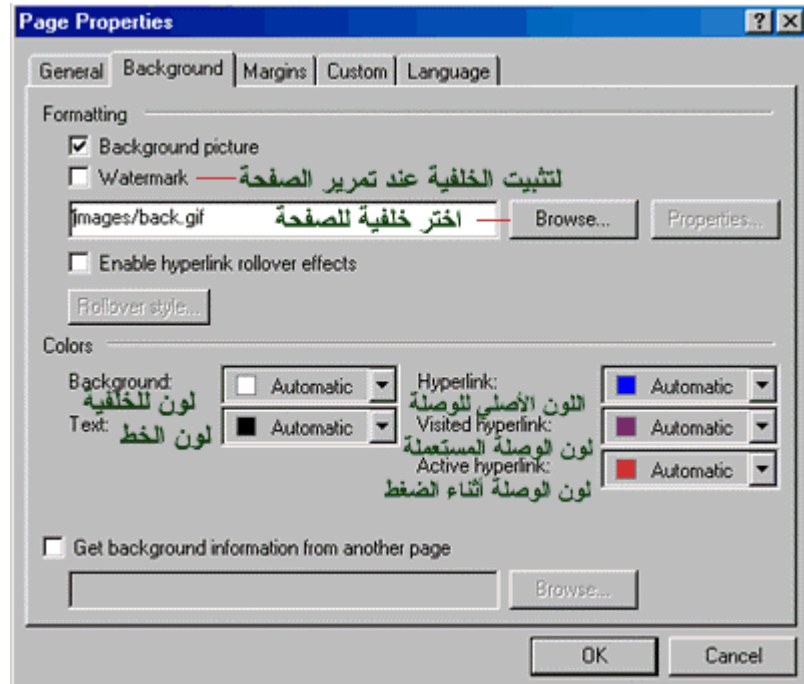 Page Properties
General Background Margins Custom Language
Formatting
Background picture
Watermark لتثبيت الخلفية عند تمرير الصفحة
images/back.gif اختر خلفية للصفحة Browse... Properties...
Enable hyperlink rollover effects
Rollover style...
Colors
Background: Automatic Hyperlink: Automatic
لون للخلفية اللون الأصلي للوصلة
Text: Automatic Visited hyperlink: Automatic
لون الخط لون الوصلة المستعملة
Active hyperlink: Automatic
لون الوصلة أثناء الضغط
Get background information from another page
Browse...
OK Cancel